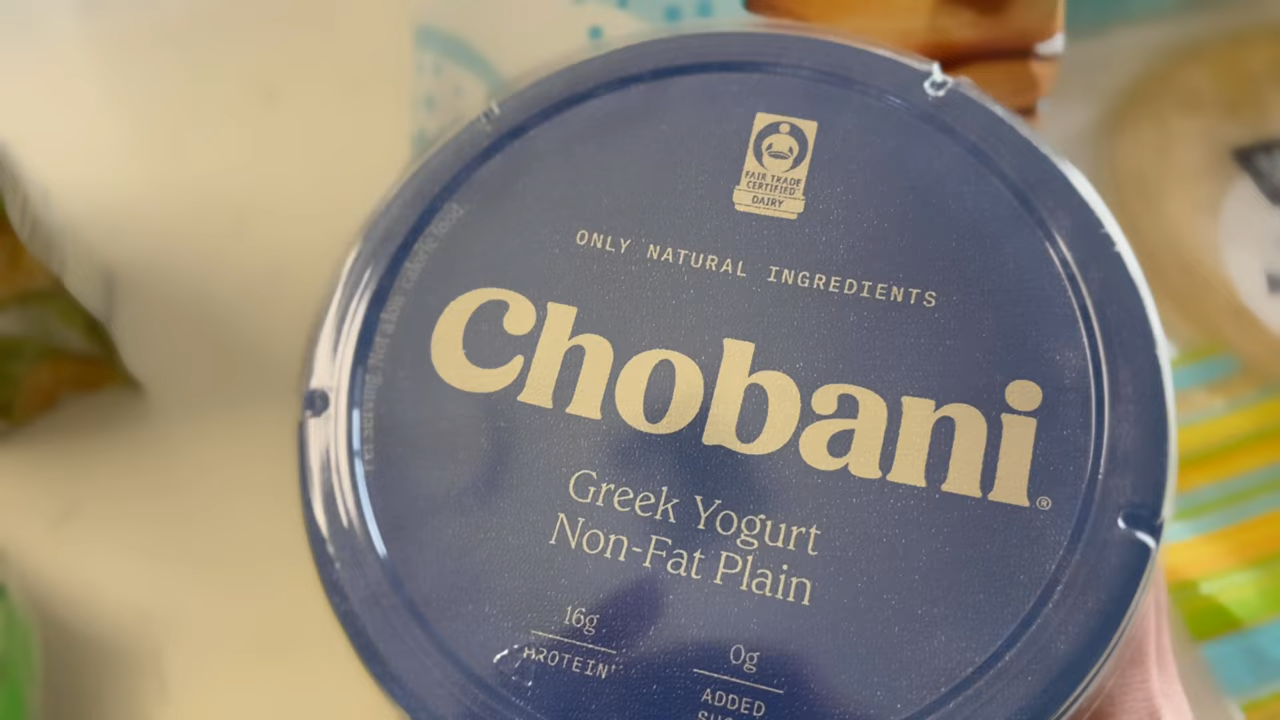 FAIR TRADE
CERTIFIED
DAIRY
ONLY NATURAL INGREDIENTS
Chobani®
Greek Yogurt
Non-Fat Plain
16g
PROTEIN*
0g
ADDED